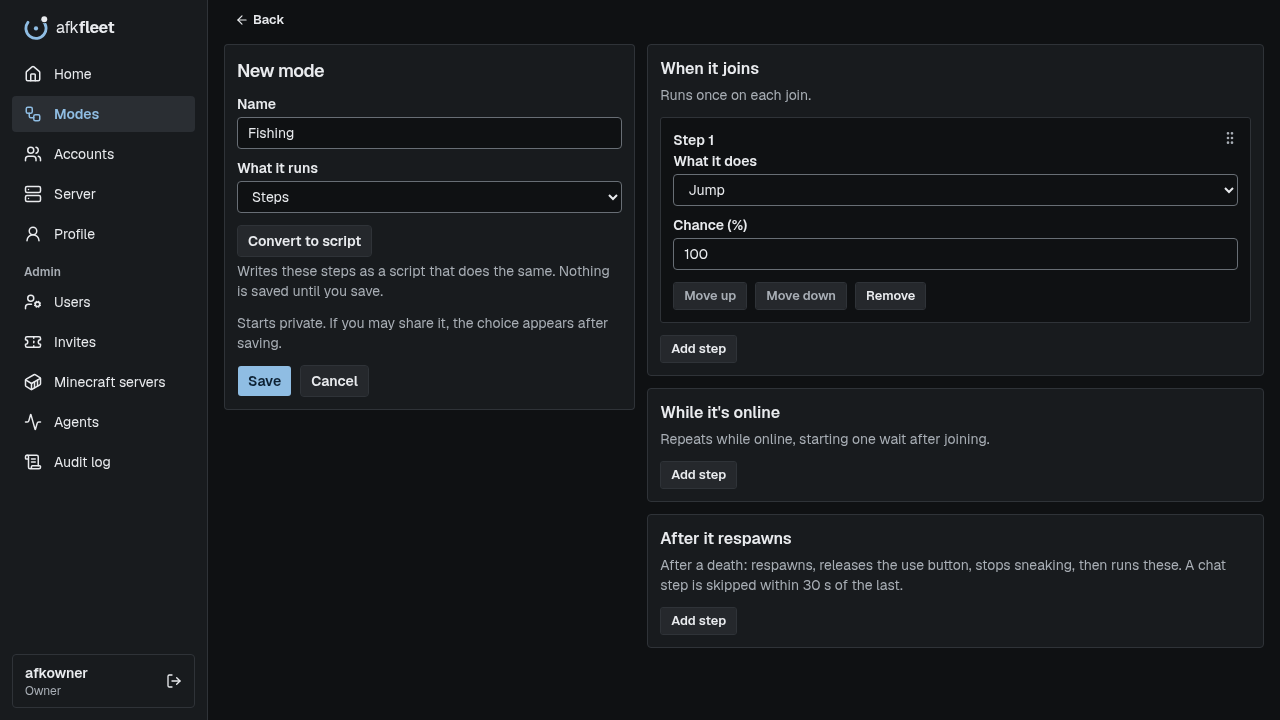 afkfleet
Home
Modes
Accounts
Server
Profile
Admin
Users
Invites
Minecraft servers
Agents
Audit log
afkowner
Owner
Back
New mode
Name
Fishing
What it runs
Steps
Convert to script
Writes these steps as a script that does the same. Nothing
is saved until you save.
Starts private. If you may share it, the choice appears after
saving.
Save
Cancel
When it joins
Runs once on each join.
Step 1
What it does
Jump
Chance (%)
100
Move up
Move down
Remove
Add step
While it's online
Repeats while online, starting one wait after joining.
Add step
After it respawns
After a death: respawns, releases the use button, stops sneaking, then runs these. A chat
step is skipped within 30 s of the last.
Add step